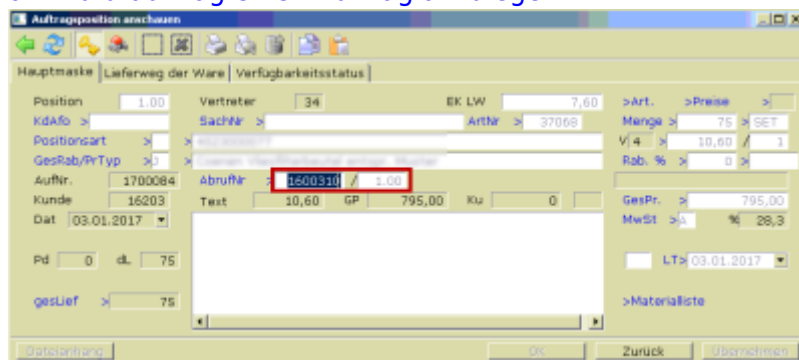 Auftragsposition anschauen
Hauptmaske Lieferweg der Ware Verfügbarkeitsstatus
Position 1.00 Vertreter 34 EK LW 7,60 >Art. >Preise >
KdAfo > SachNr > ArtNr > 37068 Menge > 75 > SET
Positionsart > > V 4 > 10,60 / 1
GesRab/PrTyp > J > Rab. % > 0 >
AufNr. 1700084 AbrufNr > 1600310 / 1.00
Kunde 16203 Text 10,60 GP 795,00 Ku 0 GesPr. > 795,00
Dat 03.01.2017 MwSt > A % 28,3
Pd 0 dL 75 LT> 03.01.2017
gesLief > 75 >Materialliste
Dateianhang OK Zurück Übernehmen